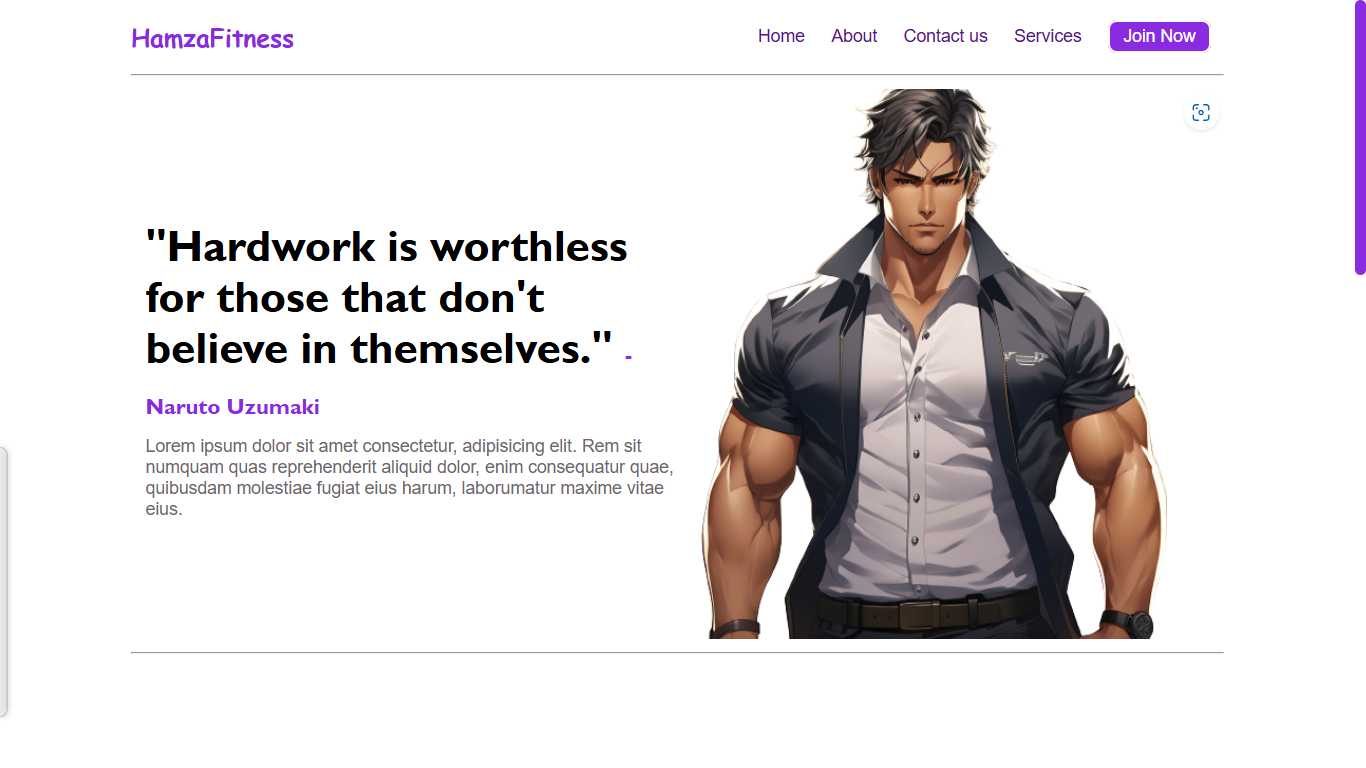 HamzaFitness
Home About Contact us Services Join Now
"Hardwork is worthless
for those that don't
believe in themselves." -
Naruto Uzumaki
Lorem ipsum dolor sit amet consectetur, adipisicing elit. Rem sit
numquam quas reprehenderit aliquid dolor, enim consequatur quae,
quibusdam molestiae fugiat eius harum, laborumatur maxime vitae
eius.